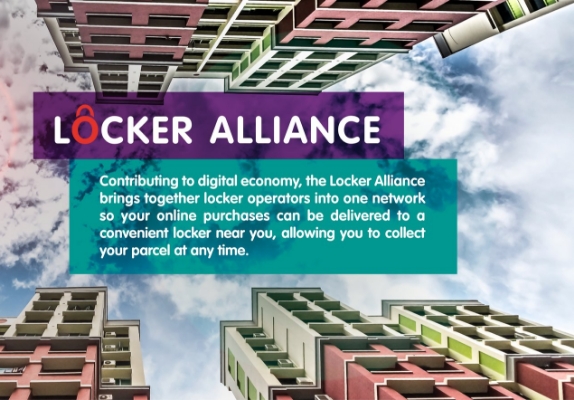 LOCKER ALLIANCE
Contributing to digital economy, the Locker Alliance
brings together locker operators into one network
so your online purchases can be delivered to a
convenient locker near you, allowing you to collect
your parcel at any time.